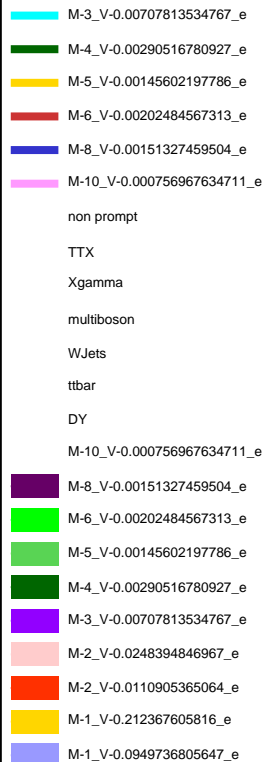 M-3_V-0.00707813534767_e
M-4_V-0.00290516780927_e
M-5_V-0.00145602197786_e
M-6_V-0.00202484567313_e
M-8_V-0.00151327459504_e
M-10_V-0.000756967634711_e
non prompt
TTX
Xgamma
multiboson
WJets
ttbar
DY
M-10_V-0.000756967634711_e
M-8_V-0.00151327459504_e
M-6_V-0.00202484567313_e
M-5_V-0.00145602197786_e
M-4_V-0.00290516780927_e
M-3_V-0.00707813534767_e
M-2_V-0.0248394846967_e
M-2_V-0.0110905365064_e
M-1_V-0.212367605816_e
M-1_V-0.0949736805647_e